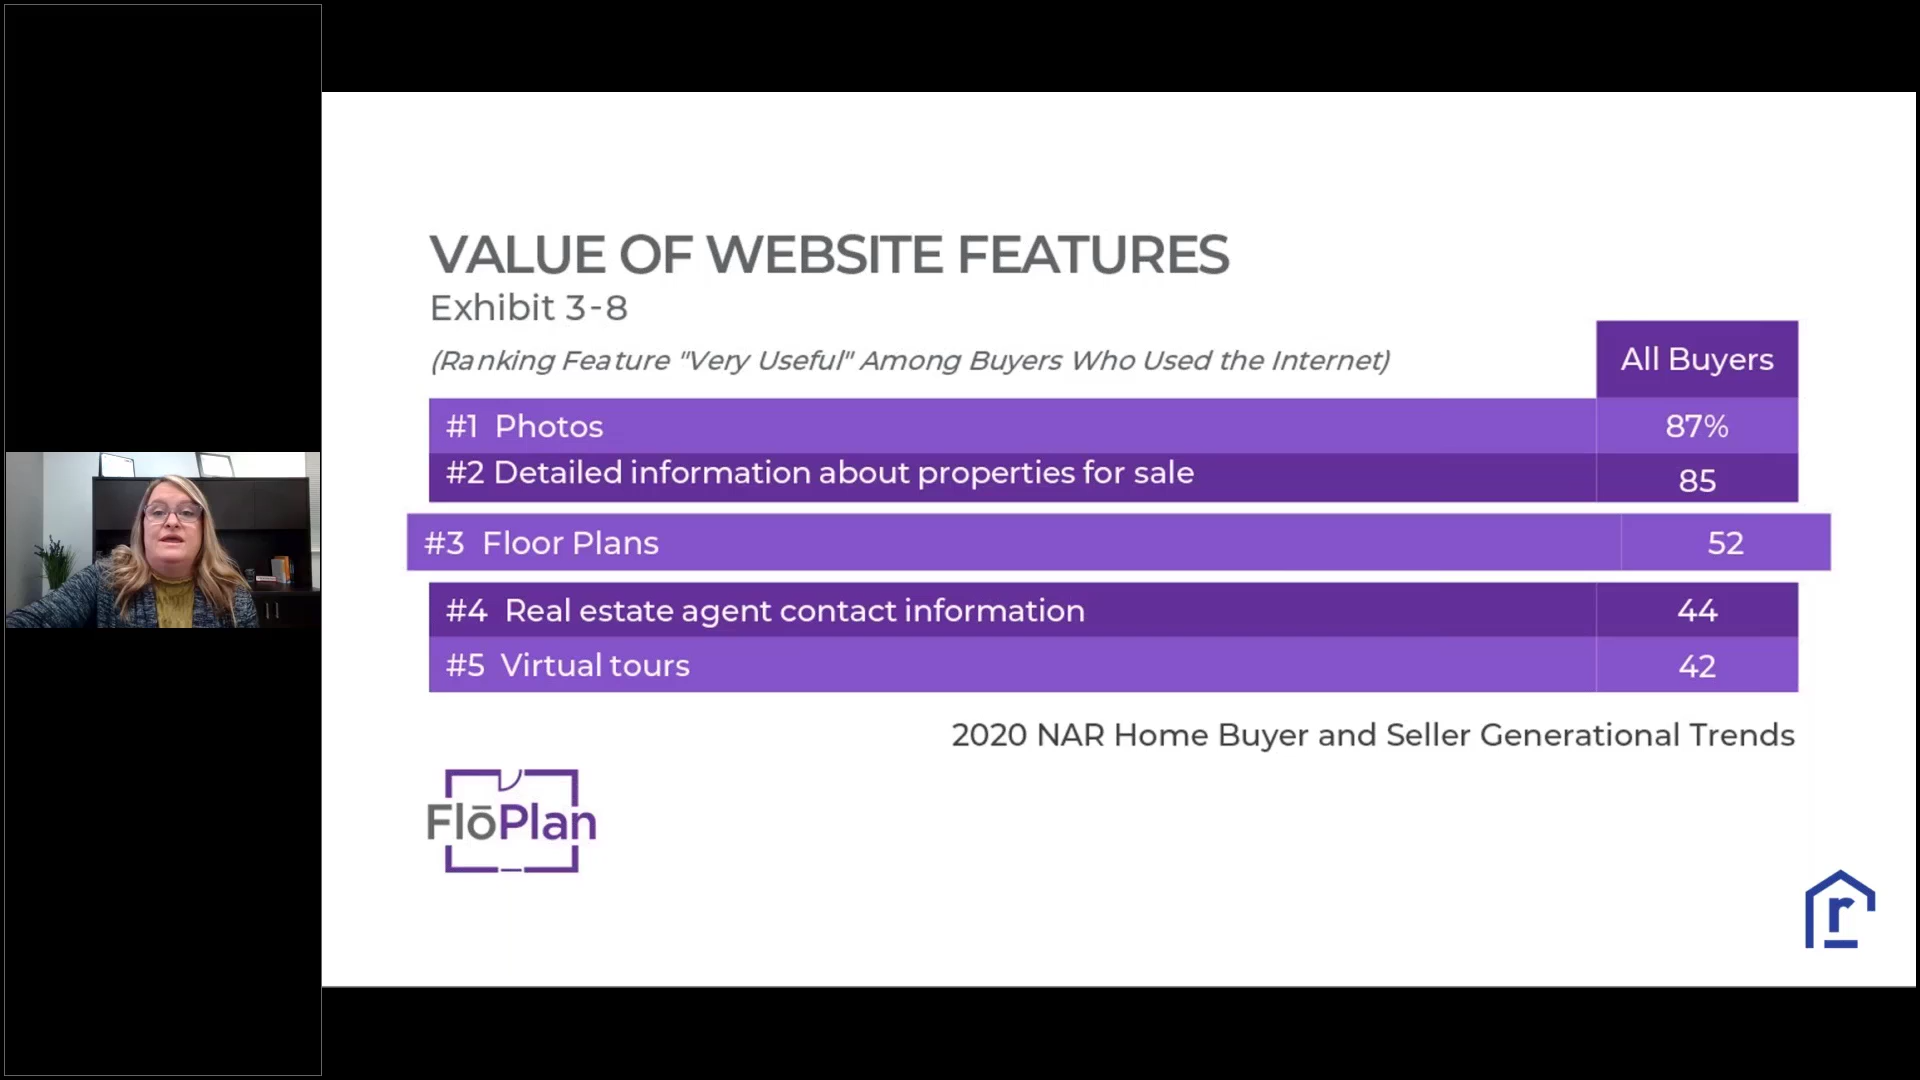 VALUE OF WEBSITE FEATURES
Exhibit 3-8
(Ranking Feature "Very Useful" Among Buyers Who Used the Internet)
All Buyers
#1 Photos 87%
#2 Detailed information about properties for sale 85
#3 Floor Plans 52
#4 Real estate agent contact information 44
#5 Virtual tours 42
2020 NAR Home Buyer and Seller Generational Trends
FlōPlan
r